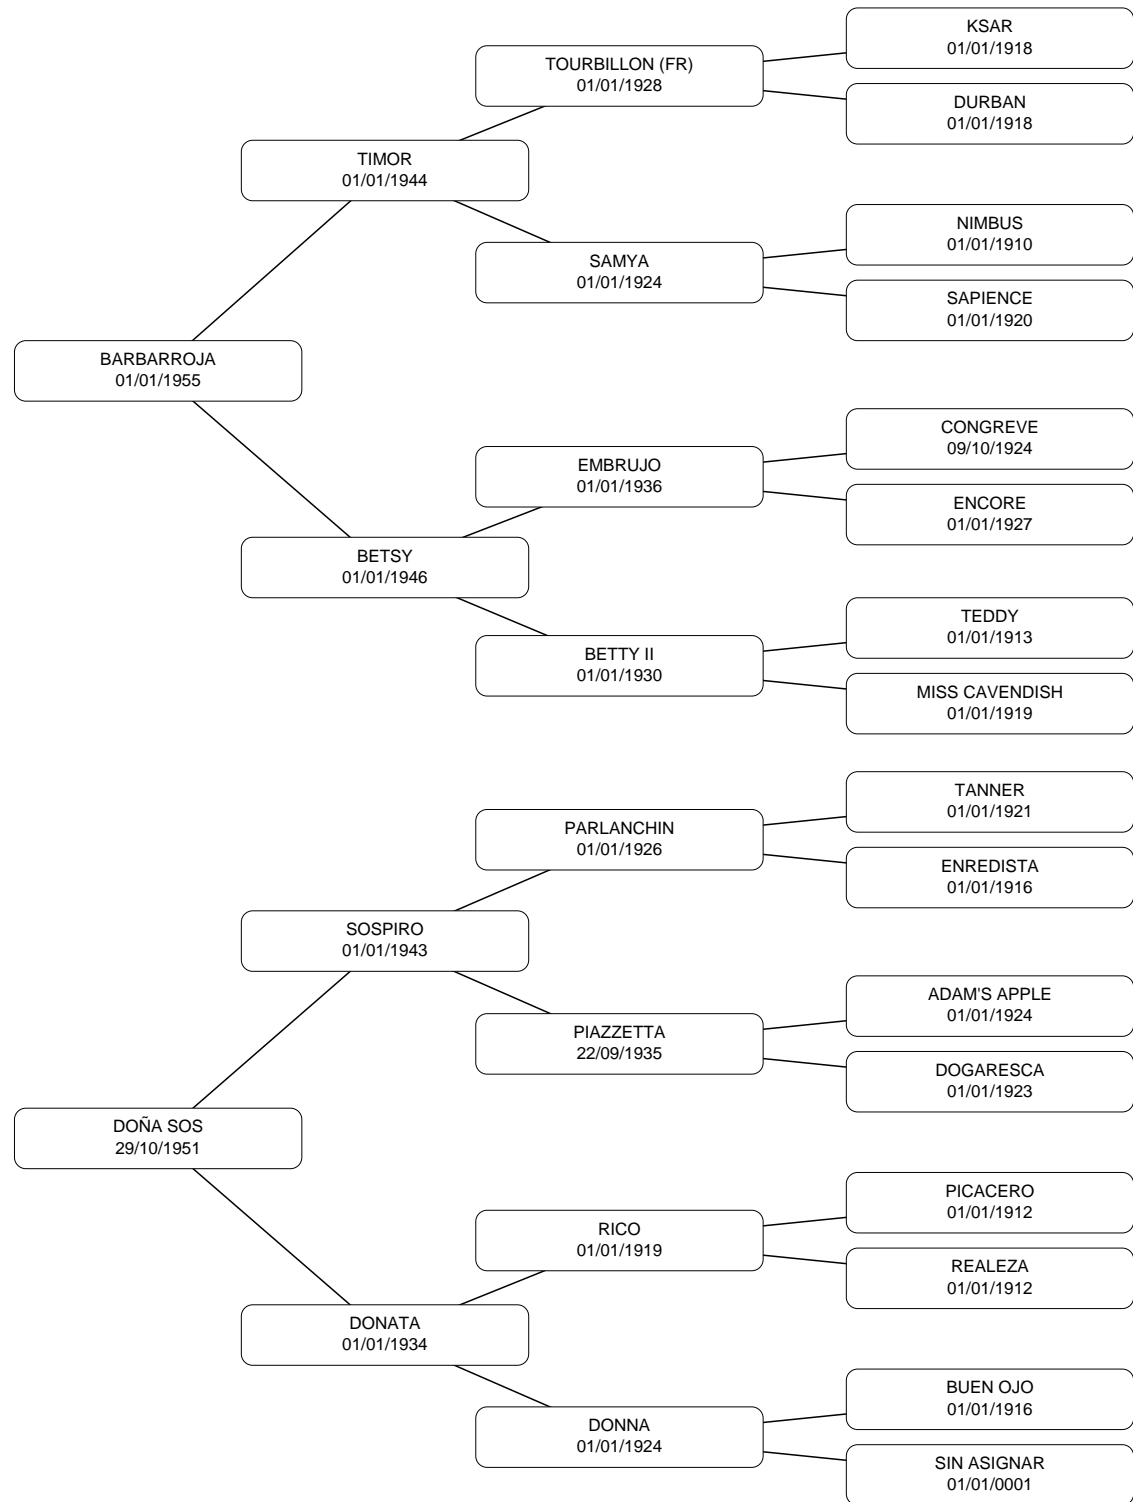 KSAR
01/01/1918
TOURBILLON (FR)
01/01/1928
DURBAN
01/01/1918
TIMOR
01/01/1944
NIMBUS
01/01/1910
SAMYA
01/01/1924
SAPIENCE
01/01/1920
BARBARROJA
01/01/1955
CONGREVE
09/10/1924
EMBRUJO
01/01/1936
ENCORE
01/01/1927
BETSY
01/01/1946
TEDDY
01/01/1913
BETTY II
01/01/1930
MISS CAVENDISH
01/01/1919
TANNER
01/01/1921
PARLANCHIN
01/01/1926
ENREDISTA
01/01/1916
SOSPIRO
01/01/1943
ADAM'S APPLE
01/01/1924
PIAZZETTA
22/09/1935
DOGARESCA
01/01/1923
DOÑA SOS
29/10/1951
PICACERO
01/01/1912
RICO
01/01/1919
REALEZA
01/01/1912
DONATA
01/01/1934
BUEN OJO
01/01/1916
DONNA
01/01/1924
SIN ASIGNAR
01/01/0001